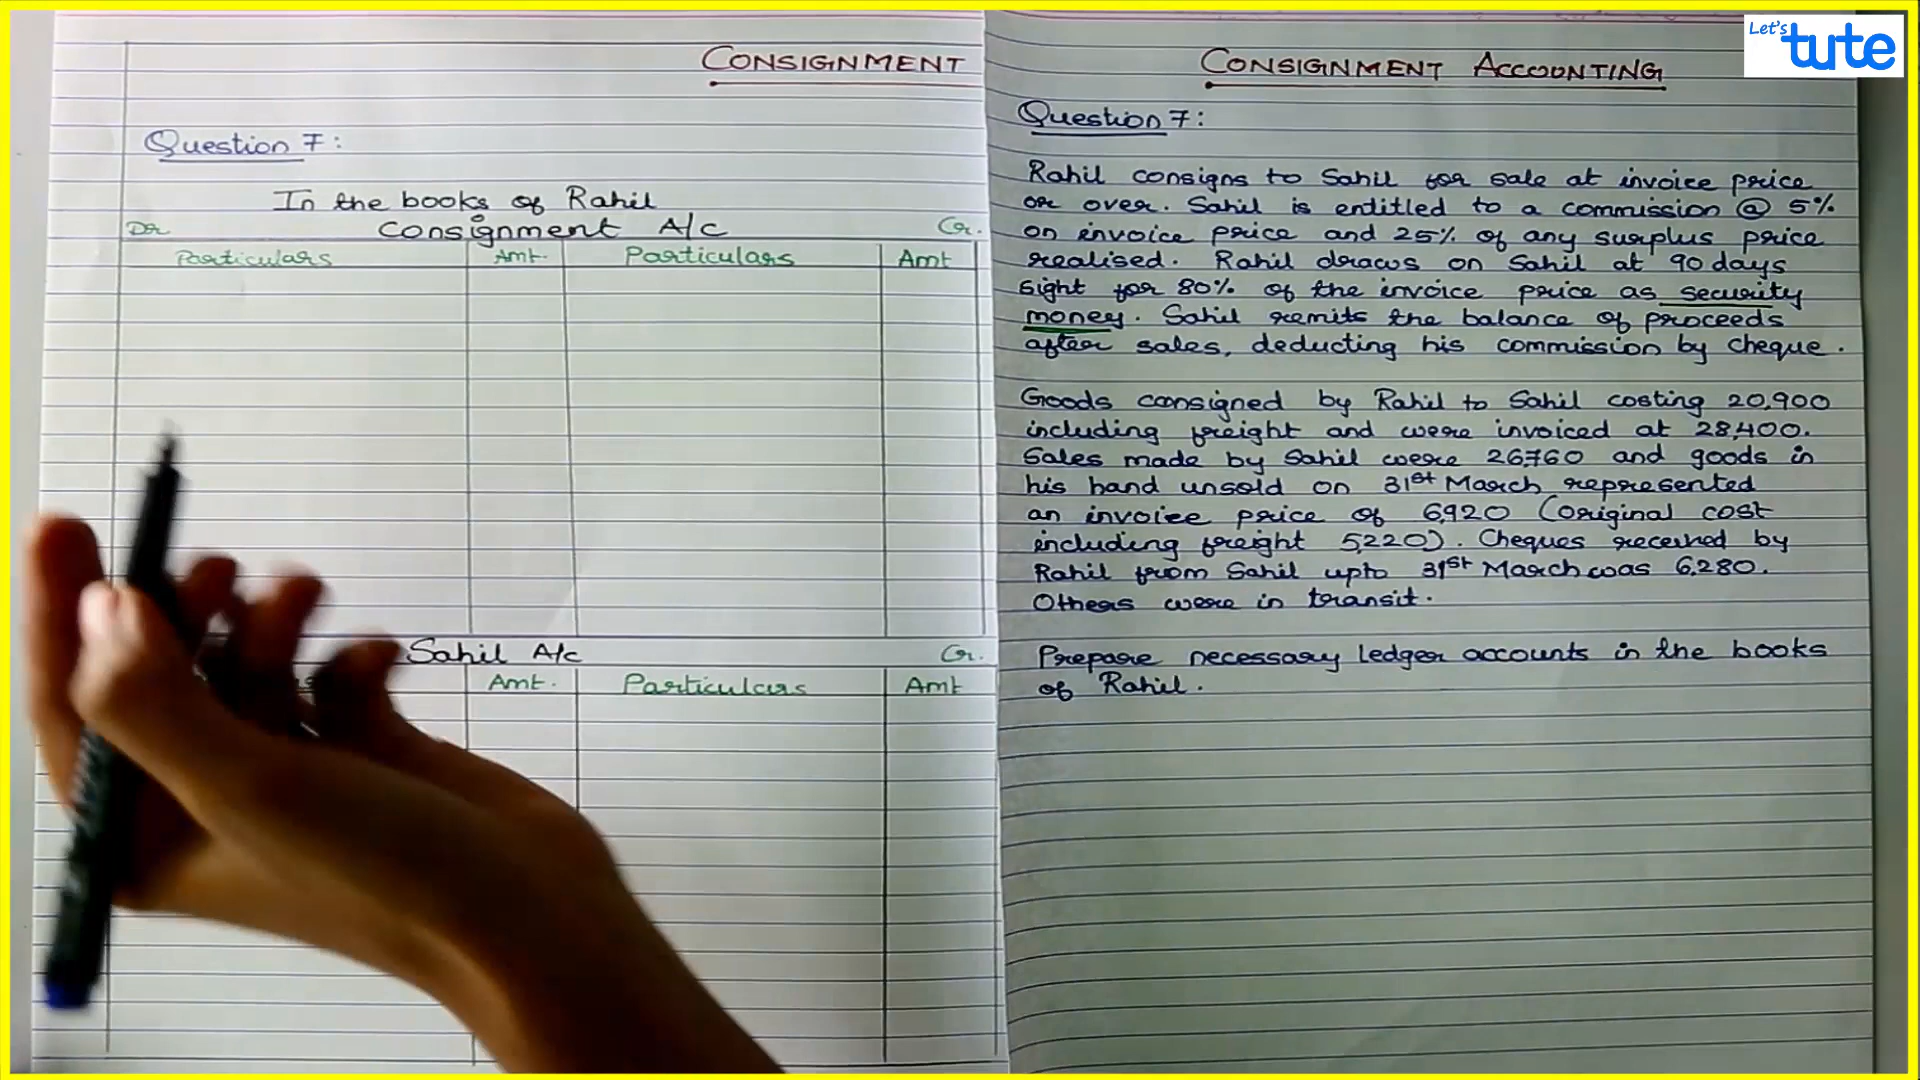 CONSIGNMENT
Question 7:
In the books of Rahil
Dr Consignment A/c Cr.
Particulars Amt. Particulars Amt
Sahil A/c Cr.
Amt. Particulars Amt
Let's tute
CONSIGNMENT ACCOUNTING
Question 7:
Rahil consigns to Sahil for sale at invoice price
or over. Sahil is entitled to a commission @ 5%
on invoice price and 25% of any surplus price
realised. Rahil draws on Sahil at 90 days
sight for 80% of the invoice price as security
money. Sahil remits the balance of proceeds
after sales, deducting his commission by cheque.
Goods consigned by Rahil to Sahil costing 20,900
including freight and were invoiced at 28,400.
Sales made by Sahil were 26,760 and goods in
his hand unsold on 31st March represented
an invoice price of 6,920 (original cost
including freight 5,220). Cheques received by
Rahil from Sahil upto 31st March was 6,280.
Others were in transit.
Prepare necessary ledger accounts in the books
of Rahil.